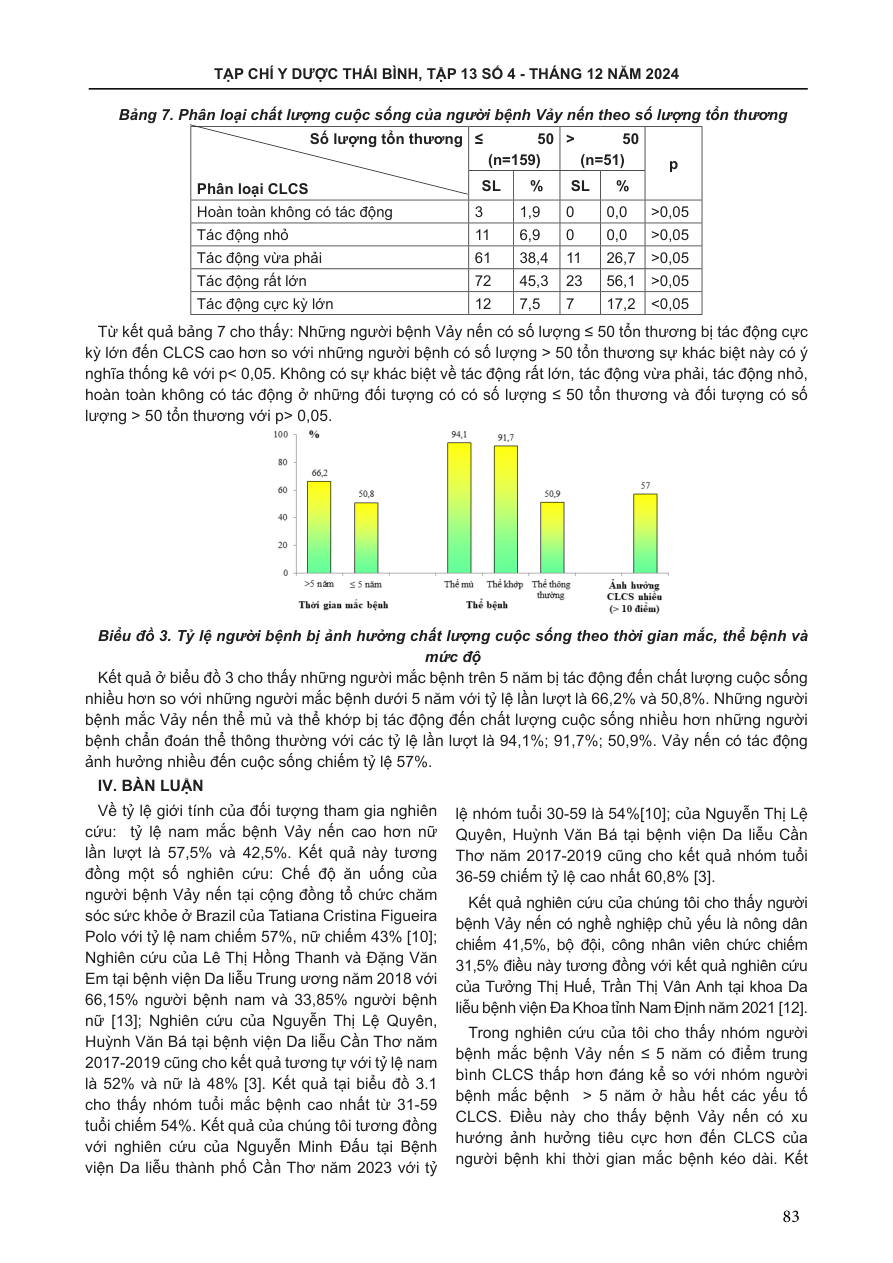 TẠP CHÍ Y DƯỢC THÁI BÌNH, TẬP 13 SỐ 4 - THÁNG 12 NĂM 2024
Bảng 7. Phân loại chất lượng cuộc sống của người bệnh Vảy nến theo số lượng tổn thương
Số lượng tổn thương ≤ 50 > 50
(n=159) (n=51) p
Phân loại CLCS SL % SL %
Hoàn toàn không có tác động 3 1,9 0 0,0 >0,05
Tác động nhỏ 11 6,9 0 0,0 >0,05
Tác động vừa phải 61 38,4 11 26,7 >0,05
Tác động rất lớn 72 45,3 23 56,1 >0,05
Tác động cực kỳ lớn 12 7,5 7 17,2 <0,05
Từ kết quả bảng 7 cho thấy: Những người bệnh Vảy nến có số lượng ≤ 50 tổn thương bị tác động cực
kỳ lớn đến CLCS cao hơn so với những người bệnh có số lượng > 50 tổn thương sự khác biệt này có ý
nghĩa thống kê với p< 0,05. Không có sự khác biệt về tác động rất lớn, tác động vừa phải, tác động nhỏ,
hoàn toàn không có tác động ở những đối tượng có có số lượng ≤ 50 tổn thương và đối tượng có số
lượng > 50 tổn thương với p> 0,05.
100 % 94,1 91,7
80
66,2
60 50,8 50,9 57
40
20
0
>5 năm ≤ 5 năm Thể mủ Thể khớp Thể thông thường
Thời gian mắc bệnh Thể bệnh
Ảnh hưởng
CLCS nhiều
(> 10 điểm)
Biểu đồ 3. Tỷ lệ người bệnh bị ảnh hưởng chất lượng cuộc sống theo thời gian mắc, thể bệnh và
mức độ
Kết quả ở biểu đồ 3 cho thấy những người mắc bệnh trên 5 năm bị tác động đến chất lượng cuộc sống
nhiều hơn so với những người mắc bệnh dưới 5 năm với tỷ lệ lần lượt là 66,2% và 50,8%. Những người
bệnh mắc Vảy nến thể mủ và thể khớp bị tác động đến chất lượng cuộc sống nhiều hơn những người
bệnh chẩn đoán thể thông thường với các tỷ lệ lần lượt là 94,1%; 91,7%; 50,9%. Vảy nến có tác động
ảnh hưởng nhiều đến cuộc sống chiếm tỷ lệ 57%.
IV. BÀN LUẬN
Về tỷ lệ giới tính của đối tượng tham gia nghiên
cứu: tỷ lệ nam mắc bệnh Vảy nến cao hơn nữ
lần lượt là 57,5% và 42,5%. Kết quả này tương
đồng một số nghiên cứu: Chế độ ăn uống của
người bệnh Vảy nến tại cộng đồng tổ chức chăm
sóc sức khỏe ở Brazil của Tatiana Cristina Figueira
Polo với tỷ lệ nam chiếm 57%, nữ chiếm 43% [10];
Nghiên cứu của Lê Thị Hồng Thanh và Đặng Văn
Em tại bệnh viện Da liễu Trung ương năm 2018 với
66,15% người bệnh nam và 33,85% người bệnh
nữ [13]; Nghiên cứu của Nguyễn Thị Lệ Quyên,
Huỳnh Văn Bá tại bệnh viện Da liễu Cần Thơ năm
2017-2019 cũng cho kết quả tương tự với tỷ lệ nam
là 52% và nữ là 48% [3]. Kết quả tại biểu đồ 3.1
cho thấy nhóm tuổi mắc bệnh cao nhất từ 31-59
tuổi chiếm 54%. Kết quả của chúng tôi tương đồng
với nghiên cứu của Nguyễn Minh Đấu tại Bệnh
viện Da liễu thành phố Cần Thơ năm 2023 với tỷ
lệ nhóm tuổi 30-59 là 54%[10]; của Nguyễn Thị Lệ
Quyên, Huỳnh Văn Bá tại bệnh viện Da liễu Cần
Thơ năm 2017-2019 cũng cho kết quả nhóm tuổi
36-59 chiếm tỷ lệ cao nhất 60,8% [3].
Kết quả nghiên cứu của chúng tôi cho thấy người
bệnh Vảy nến có nghề nghiệp chủ yếu là nông dân
chiếm 41,5%, bộ đội, công nhân viên chức chiếm
31,5% điều này tương đồng với kết quả nghiên cứu
của Tưởng Thị Huế, Trần Thị Vân Anh tại khoa Da
liễu bệnh viện Đa Khoa tỉnh Nam Định năm 2021 [12].
Trong nghiên cứu của tôi cho thấy nhóm người
bệnh mắc bệnh Vảy nến ≤ 5 năm có điểm trung
bình CLCS thấp hơn đáng kể so với nhóm người
bệnh mắc bệnh > 5 năm ở hầu hết các yếu tố
CLCS. Điều này cho thấy bệnh Vảy nến có xu
hướng ảnh hưởng tiêu cực hơn đến CLCS của
người bệnh khi thời gian mắc bệnh kéo dài. Kết
83